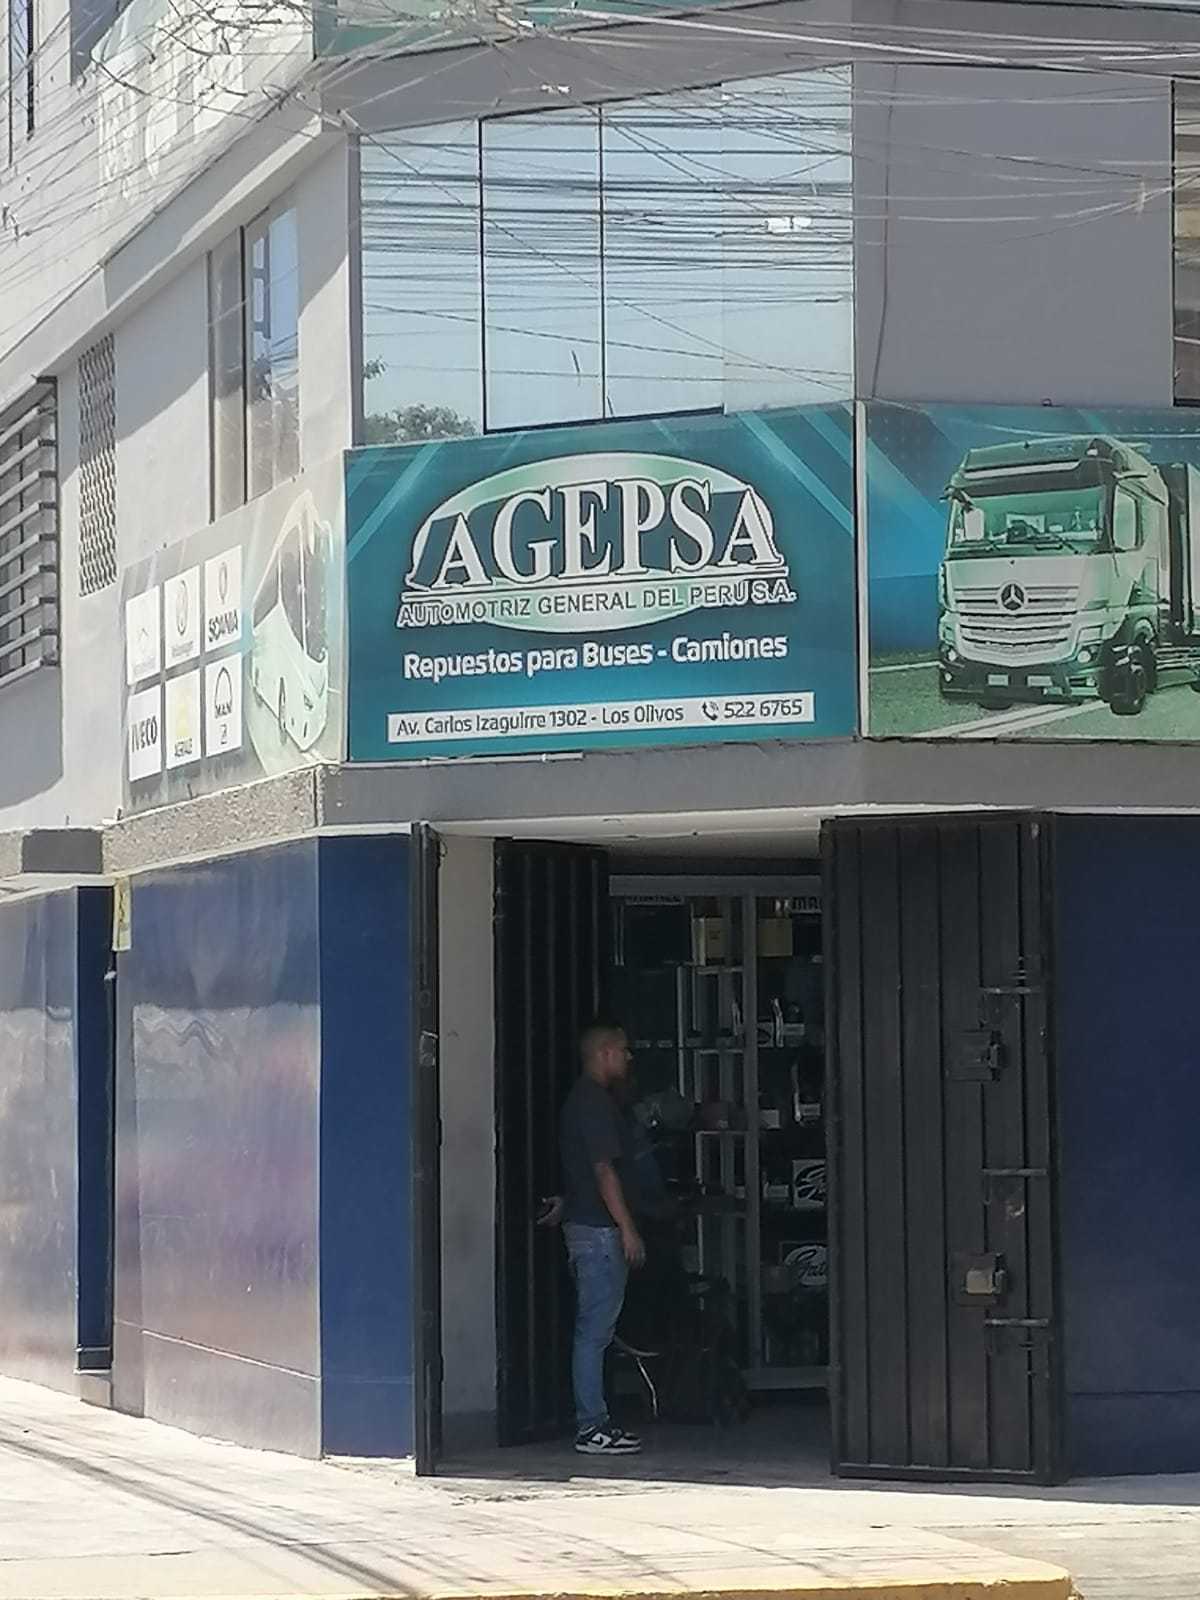 AGEPSA
AUTOMOTRIZ GENERAL DEL PERÚ S.A.
Repuestos para Buses - Camiones
Av. Carlos Izaguirre 1302 - Los Olivos 522 6765
SCANIA
IVECO
MAN